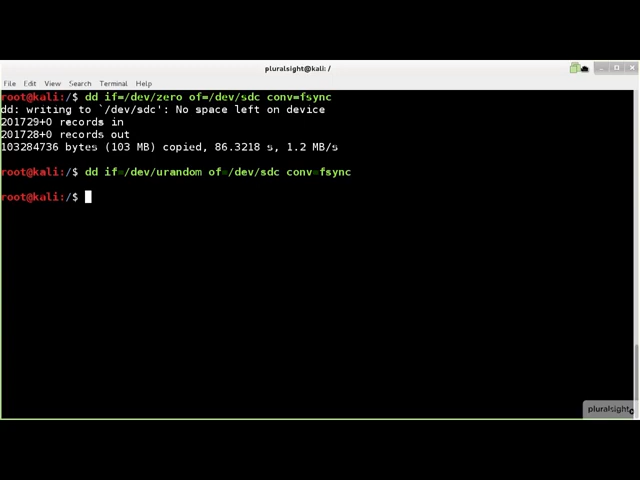 pluralsight@kali: /
File Edit View Search Terminal Help
root@kali:/$ dd if=/dev/zero of=/dev/sdc conv=fsync
dd: writing to `/dev/sdc': No space left on device
201729+0 records in
201728+0 records out
103284736 bytes (103 MB) copied, 86.3218 s, 1.2 MB/s
root@kali:/$ dd if=/dev/urandom of=/dev/sdc conv=fsync
root@kali:/$
pluralsight